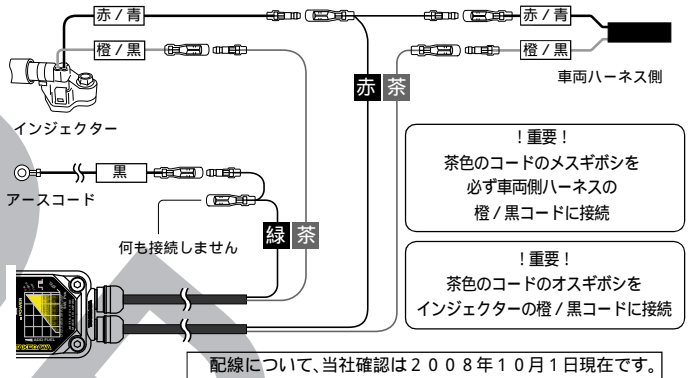 赤/青
赤/青
橙/黒
橙/黒
車両ハーネス側
赤 茶
インジェクター
!重要!
茶色のコードのメスギボシを
必ず車両側ハーネスの
橙/黒コードに接続
黒
アースコード
緑 茶
何も接続しません
!重要!
茶色のコードのオスギボシを
インジェクターの橙/黒コードに接続
POWER
ADD FUEL
TAKEGAWA
配線について、当社確認は2008年10月1日現在です。